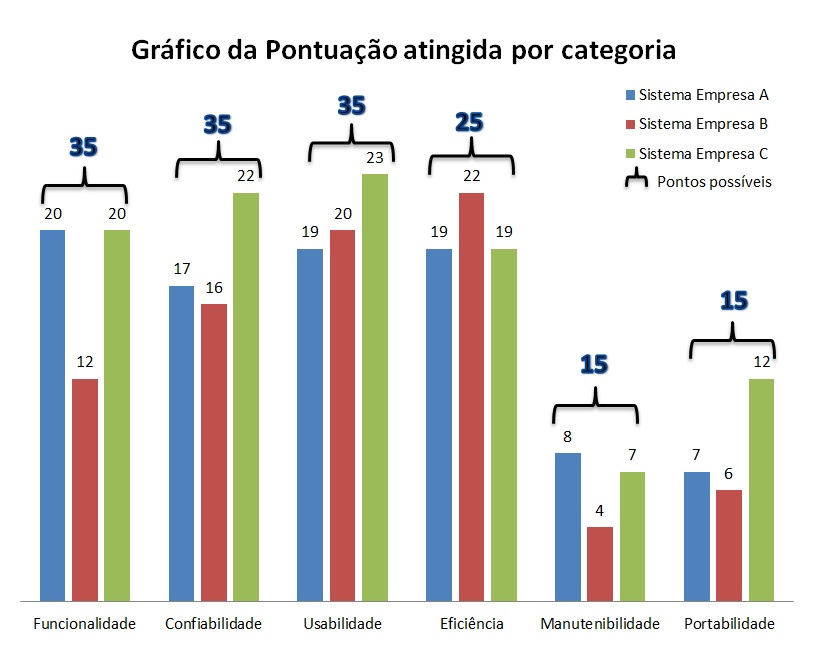 Gráfico da Pontuação atingida por categoria
Sistema Empresa A
Sistema Empresa B
Sistema Empresa C
Pontos possíveis
35
35
35
25
15
15
20
12
20
17
16
22
19
20
23
19
22
19
8
4
7
7
6
12
Funcionalidade
Confiabilidade
Usabilidade
Eficiência
Manutenibilidade
Portabilidade